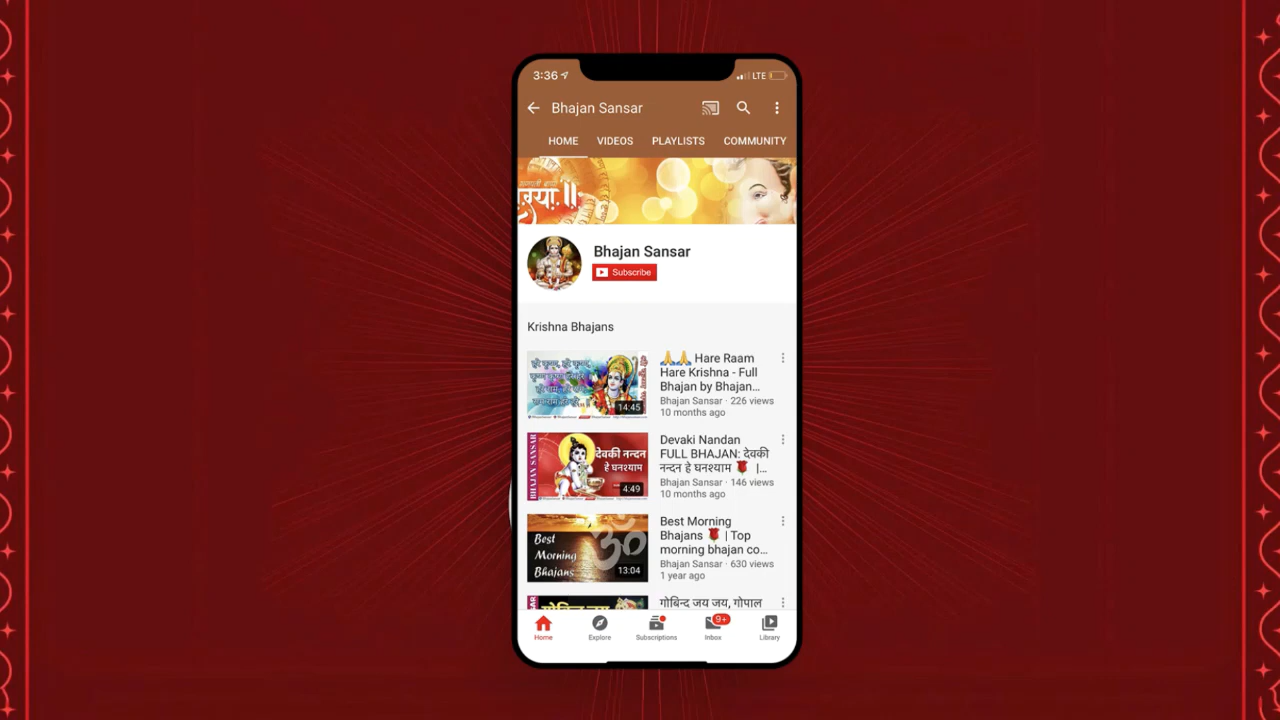 3:36
LTE
Bhajan Sansar
HOME VIDEOS PLAYLISTS COMMUNITY
Bhajan Sansar
Subscribe
Krishna Bhajans
🙏🙏 Hare Raam
Hare Krishna - Full
Bhajan by Bhajan...
Bhajan Sansar · 226 views
10 months ago
14:45
BHAJAN SANSAR
देवकी नन्दन
हे घनश्याम
4:49
Devaki Nandan
FULL BHAJAN: देवकी
नन्दन हे घनश्याम 🌹 |...
Bhajan Sansar · 146 views
10 months ago
Best
Morning
Bhajans
ॐ
13:04
Best Morning
Bhajans 🌹 | Top
morning bhajan co...
Bhajan Sansar · 630 views
1 year ago
गोबिन्द जय जय, गोपाल
Home Explore Subscriptions Inbox Library
9+